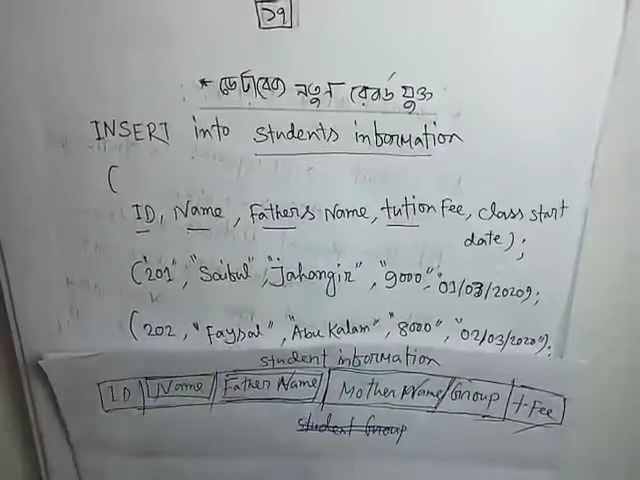 29
* ডেটাবেব নতুন রেকর্ড যুক্ত
INSERT into students information
(
ID, Name, Fathers Name, tution Fee, class start
date);
("201", "Saibul", "Jahangir", "9000", "01/03/2020);
(202, "Faysal", "Abu Kalam", "8000", "02/03/2020");
student information
ID Name Father Name Mother Name Group t-Fee
student Group